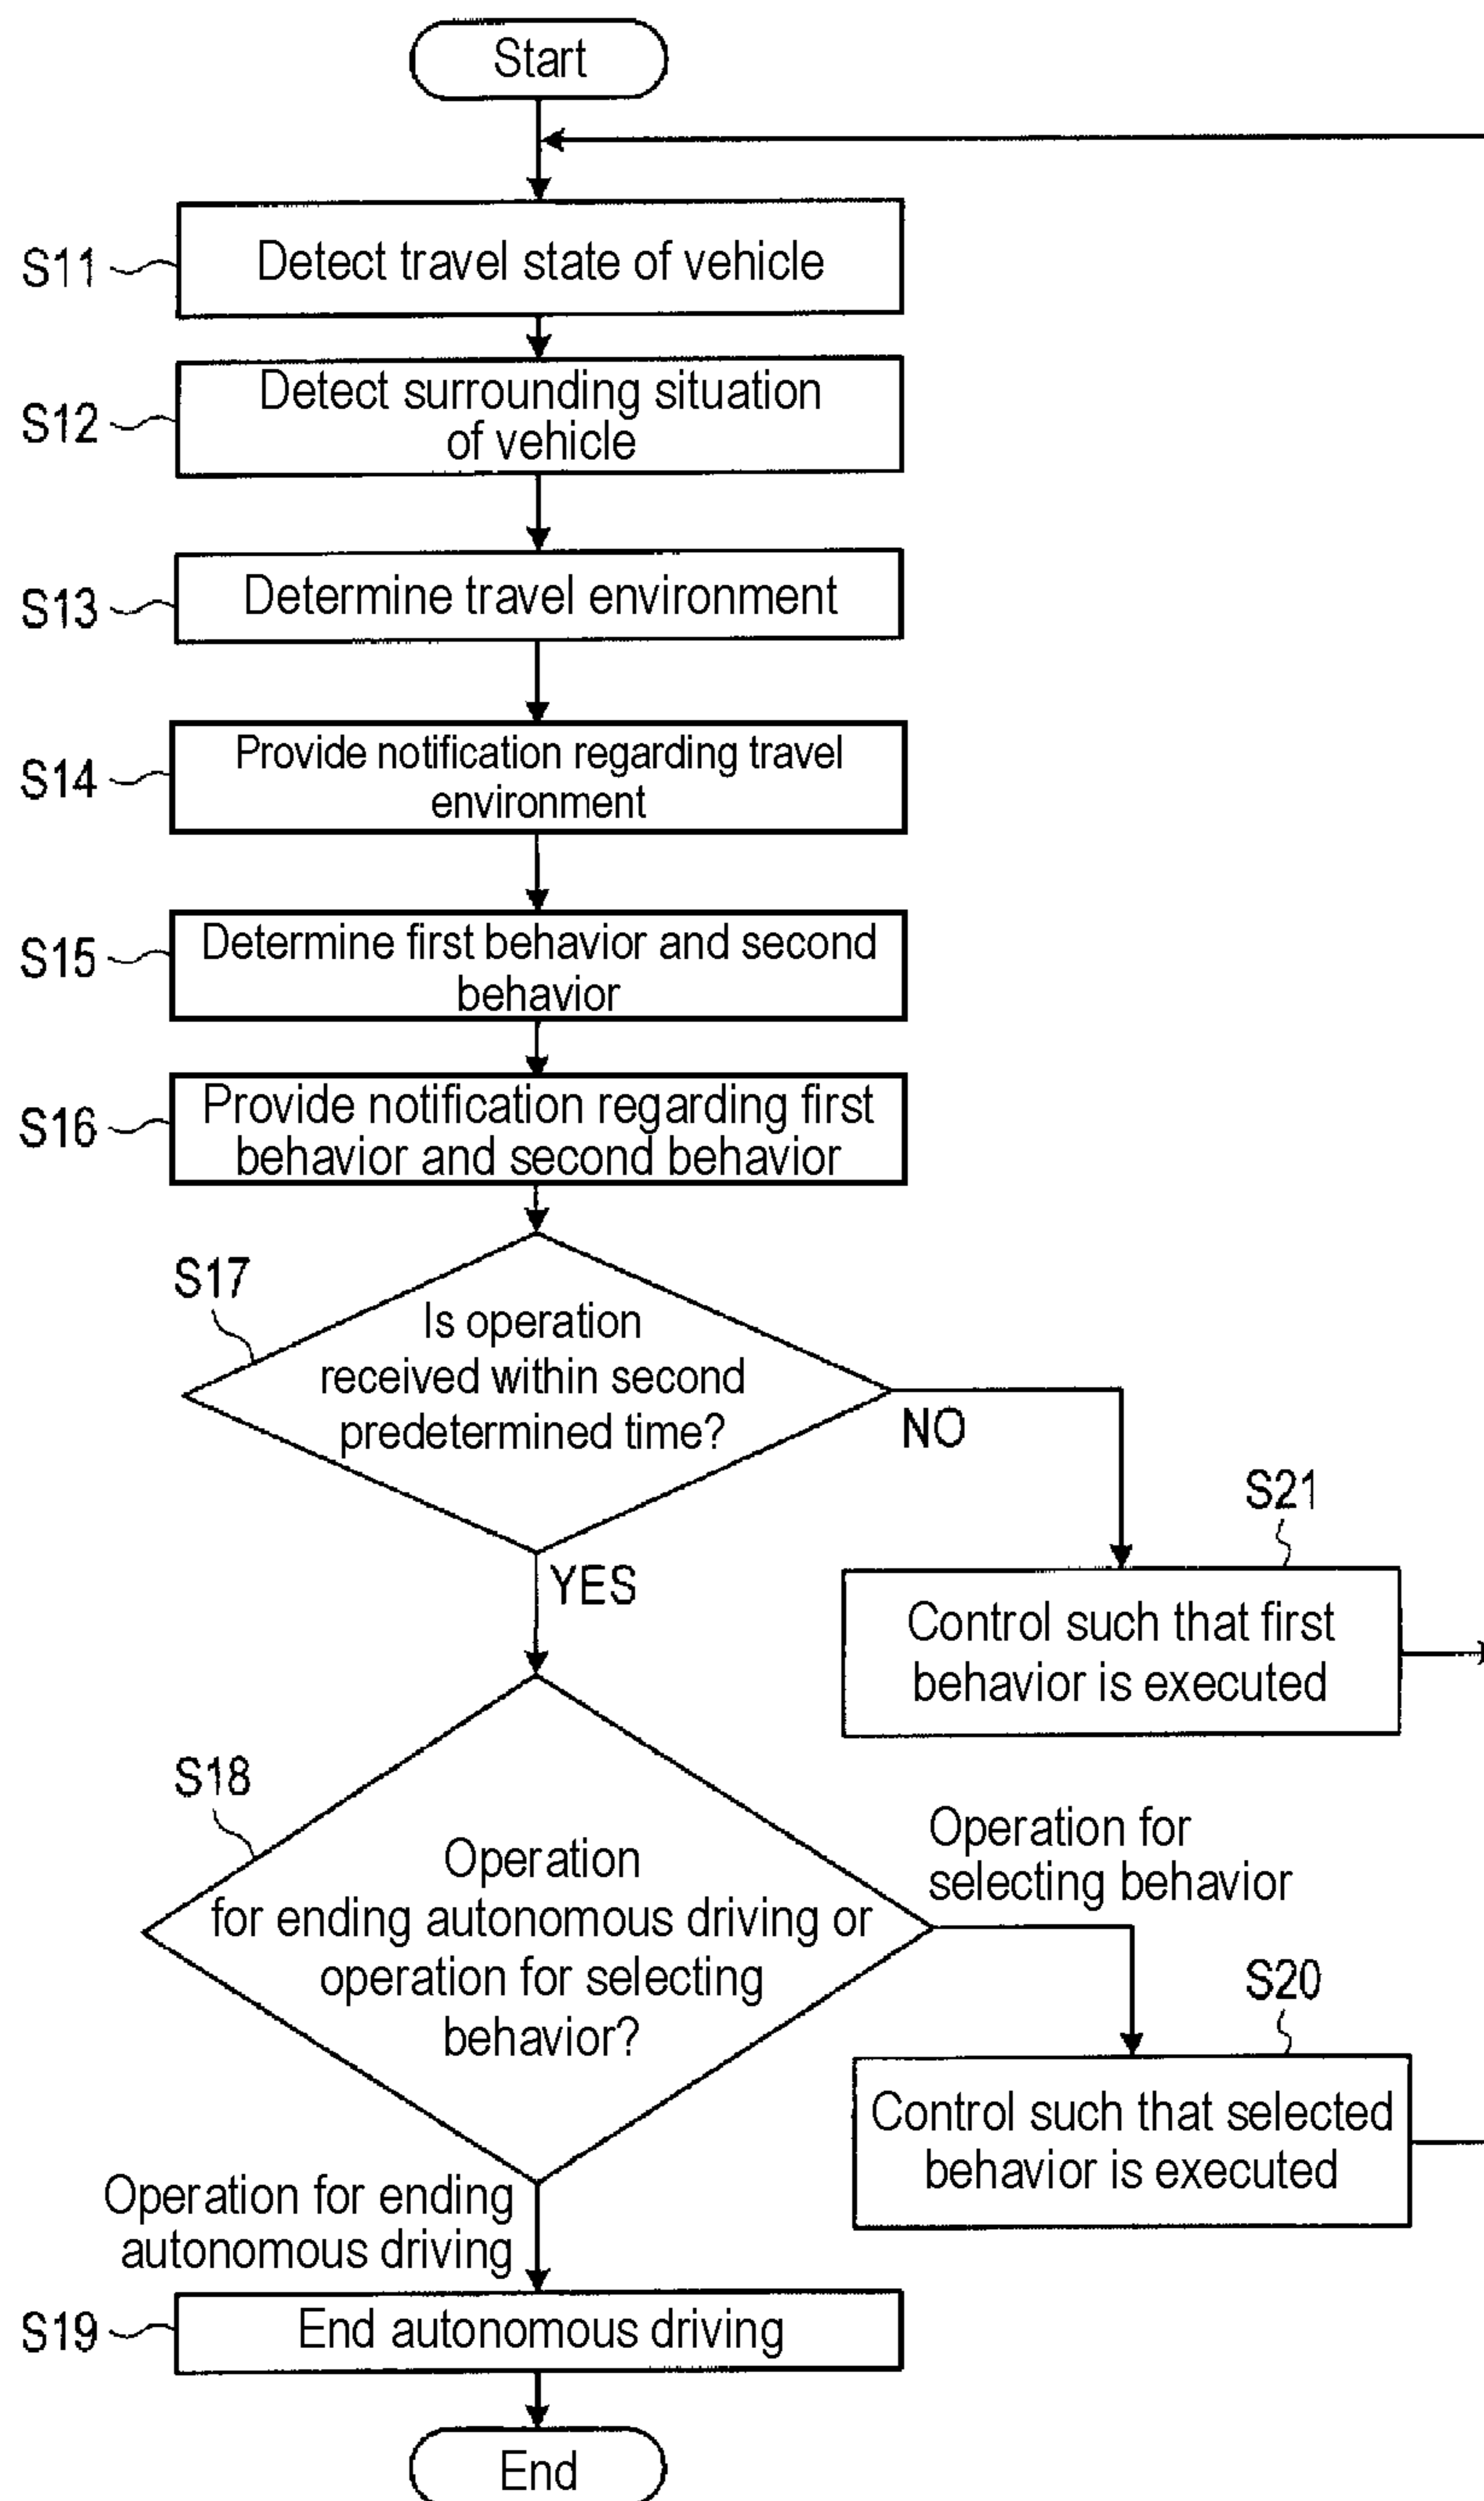 Start
S11
Detect travel state of vehicle
S12
Detect surrounding situation
of vehicle
S13
Determine travel environment
S14
Provide notification regarding travel
environment
S15
Determine first behavior and second
behavior
S16
Provide notification regarding first
behavior and second behavior
S17
Is operation
received within second
predetermined time?
NO
YES
S21
Control such that first
behavior is executed
S18
Operation
for ending autonomous driving or
operation for selecting
behavior?
Operation for
selecting behavior
S20
Control such that selected
behavior is executed
Operation for ending
autonomous driving
S19
End autonomous driving
End